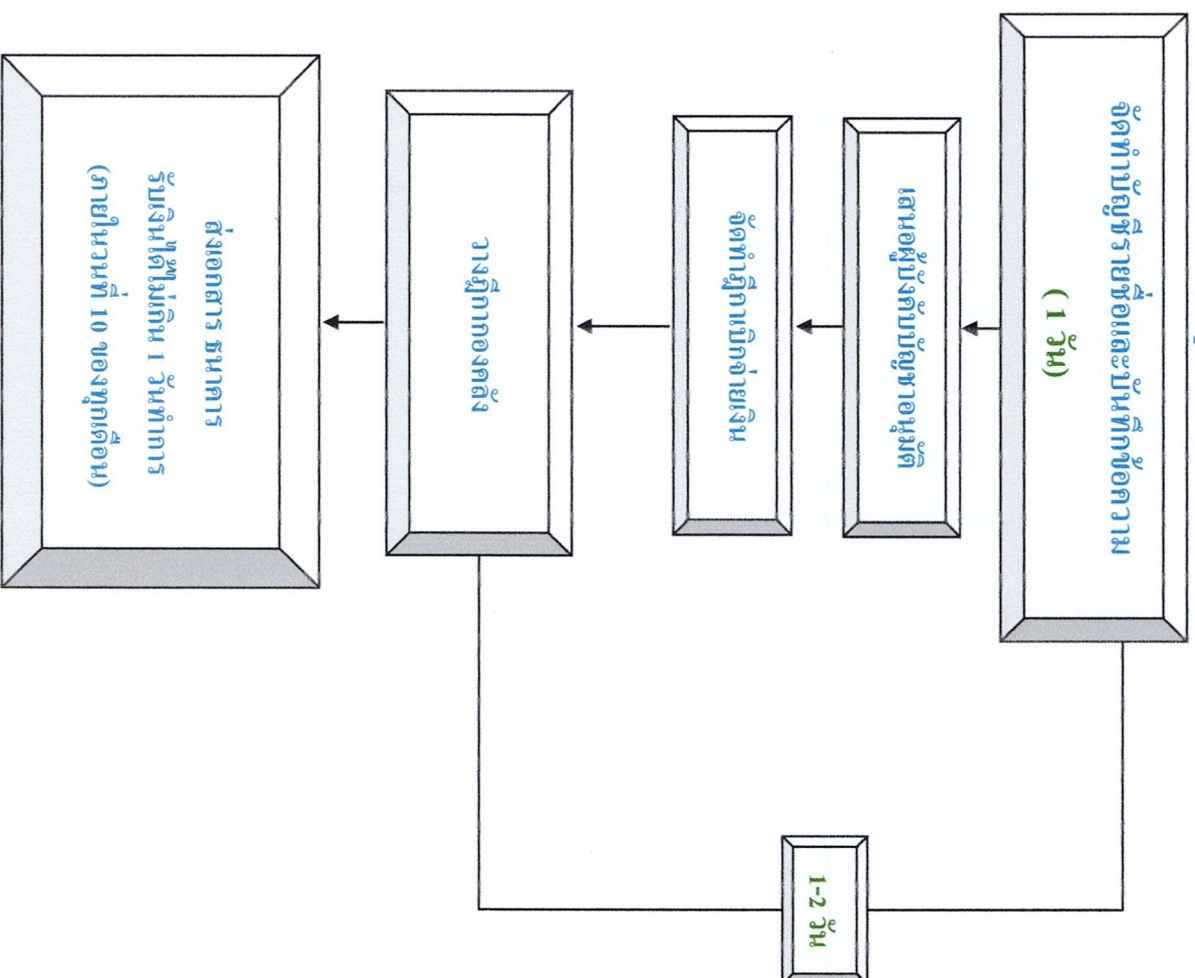 จัดทำบัญชีรายชื่อและบันทึกข้อความ
( 1 วัน)
เสนอผู้บังคับบัญชาอนุมัติ
จัดทำฎีกาเบิกจ่ายเงิน
วางฎีกากองคลัง
ส่งเอกสาร ธนาคาร
รับเงินได้ไม่เกิน 1 วันทำการ
(ภายในวันที่ 10 ของทุกเดือน)
1-2 วัน